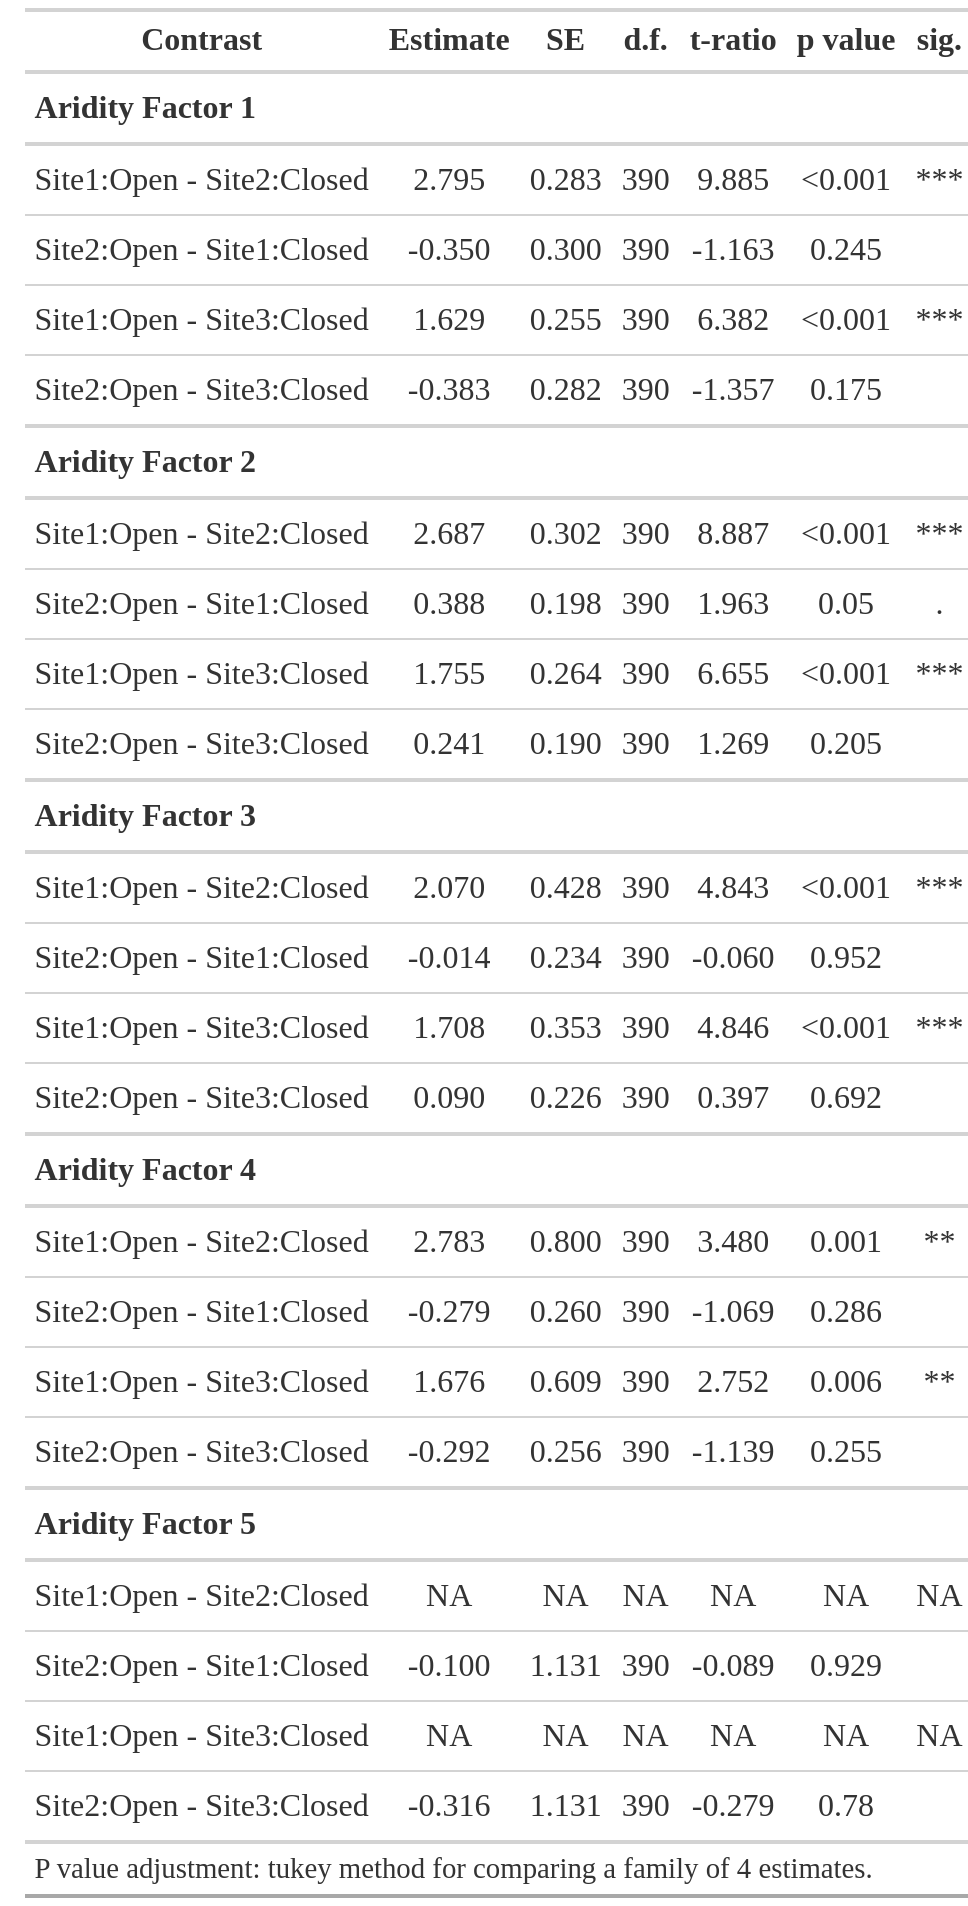 Contrast Estimate SE d.f. t-ratio p value sig.
Aridity Factor 1
Site1:Open - Site2:Closed 2.795 0.283 390 9.885 <0.001 ***
Site2:Open - Site1:Closed -0.350 0.300 390 -1.163 0.245
Site1:Open - Site3:Closed 1.629 0.255 390 6.382 <0.001 ***
Site2:Open - Site3:Closed -0.383 0.282 390 -1.357 0.175
Aridity Factor 2
Site1:Open - Site2:Closed 2.687 0.302 390 8.887 <0.001 ***
Site2:Open - Site1:Closed 0.388 0.198 390 1.963 0.05 .
Site1:Open - Site3:Closed 1.755 0.264 390 6.655 <0.001 ***
Site2:Open - Site3:Closed 0.241 0.190 390 1.269 0.205
Aridity Factor 3
Site1:Open - Site2:Closed 2.070 0.428 390 4.843 <0.001 ***
Site2:Open - Site1:Closed -0.014 0.234 390 -0.060 0.952
Site1:Open - Site3:Closed 1.708 0.353 390 4.846 <0.001 ***
Site2:Open - Site3:Closed 0.090 0.226 390 0.397 0.692
Aridity Factor 4
Site1:Open - Site2:Closed 2.783 0.800 390 3.480 0.001 **
Site2:Open - Site1:Closed -0.279 0.260 390 -1.069 0.286
Site1:Open - Site3:Closed 1.676 0.609 390 2.752 0.006 **
Site2:Open - Site3:Closed -0.292 0.256 390 -1.139 0.255
Aridity Factor 5
Site1:Open - Site2:Closed NA NA NA NA NA NA
Site2:Open - Site1:Closed -0.100 1.131 390 -0.089 0.929
Site1:Open - Site3:Closed NA NA NA NA NA NA
Site2:Open - Site3:Closed -0.316 1.131 390 -0.279 0.78
P value adjustment: tukey method for comparing a family of 4 estimates.